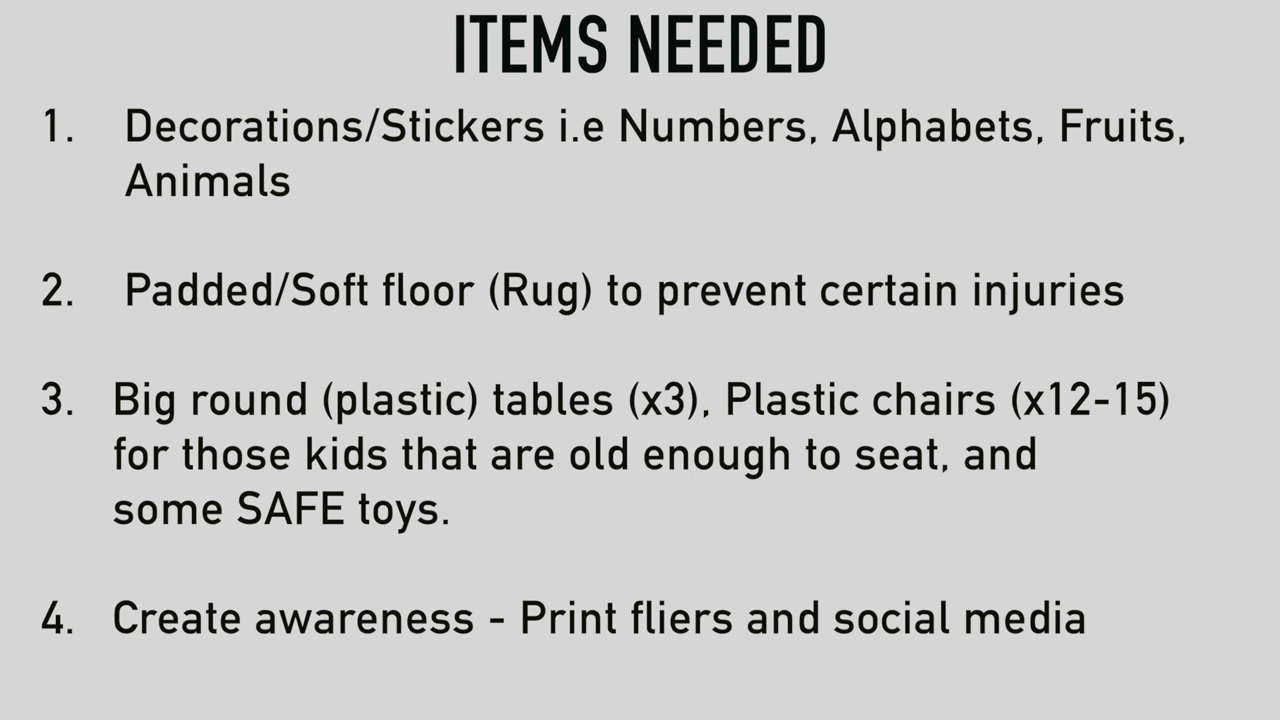 ITEMS NEEDED
1. Decorations/Stickers i.e Numbers, Alphabets, Fruits,
Animals
2. Padded/Soft floor (Rug) to prevent certain injuries
3. Big round (plastic) tables (x3), Plastic chairs (x12-15)
for those kids that are old enough to seat, and
some SAFE toys.
4. Create awareness - Print fliers and social media